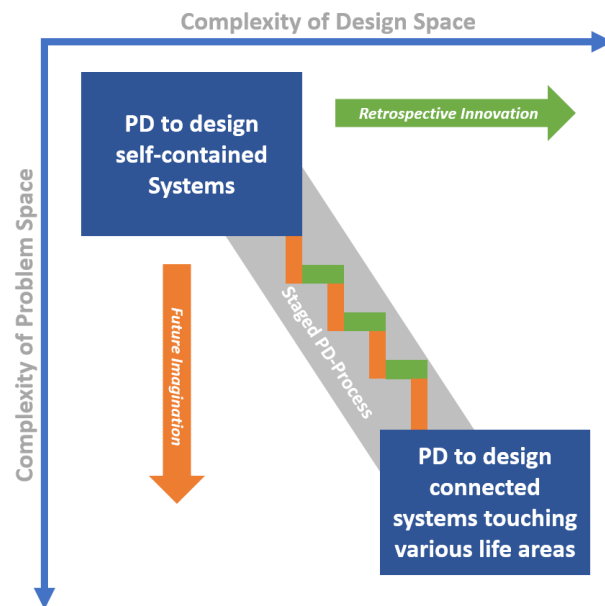 Complexity of Design Space
Complexity of Problem Space
PD to design
self-contained
Systems
Retrospective Innovation
Future Imagination
Staged PD-Process
PD to design
connected
systems touching
various life areas